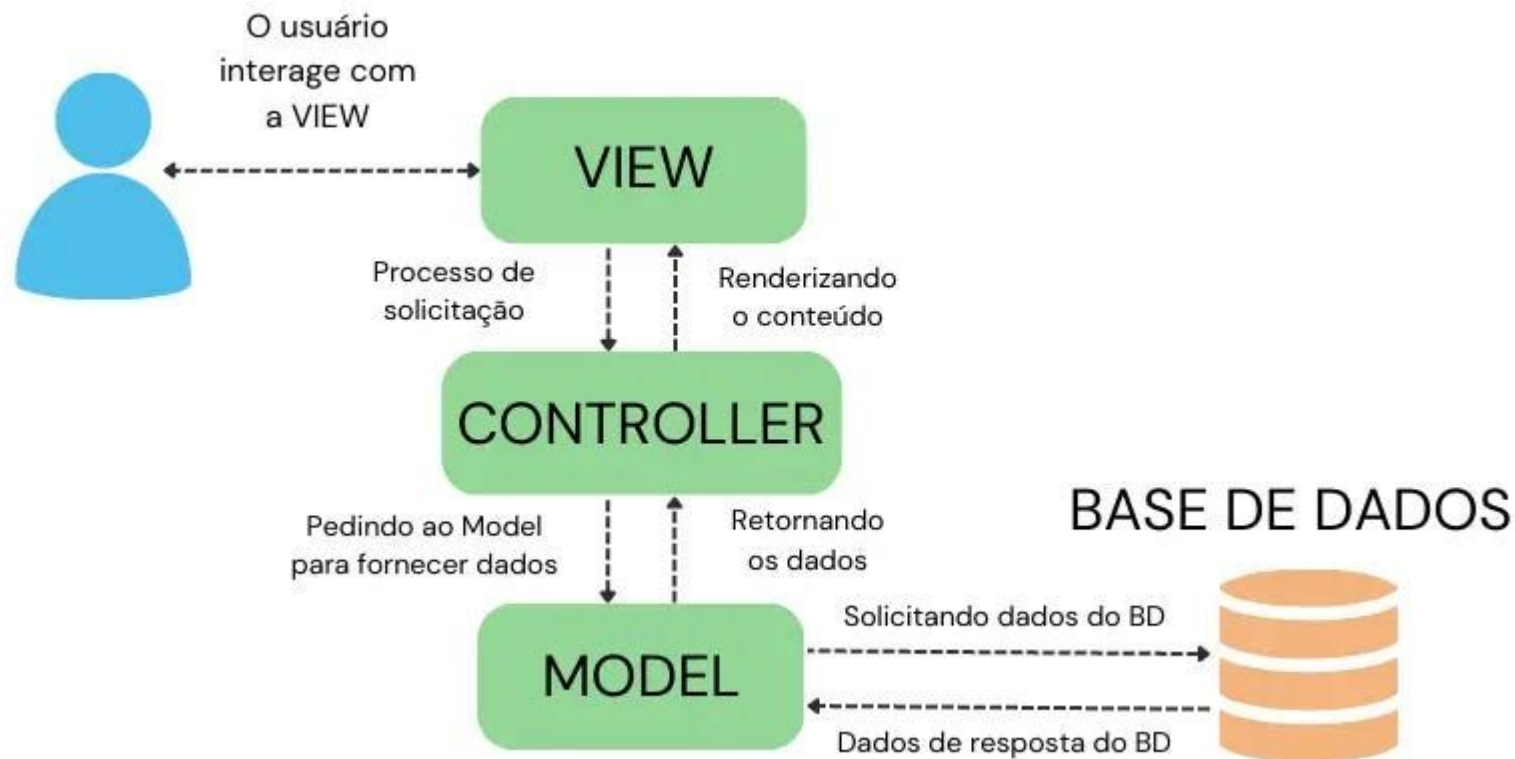 O usuário
interage com
a VIEW
VIEW
Processo de
solicitação
Renderizando
o conteúdo
CONTROLLER
Pedindo ao Model
para fornecer dados
Retornando
os dados
BASE DE DADOS
MODEL
Solicitando dados do BD
Dados de resposta do BD